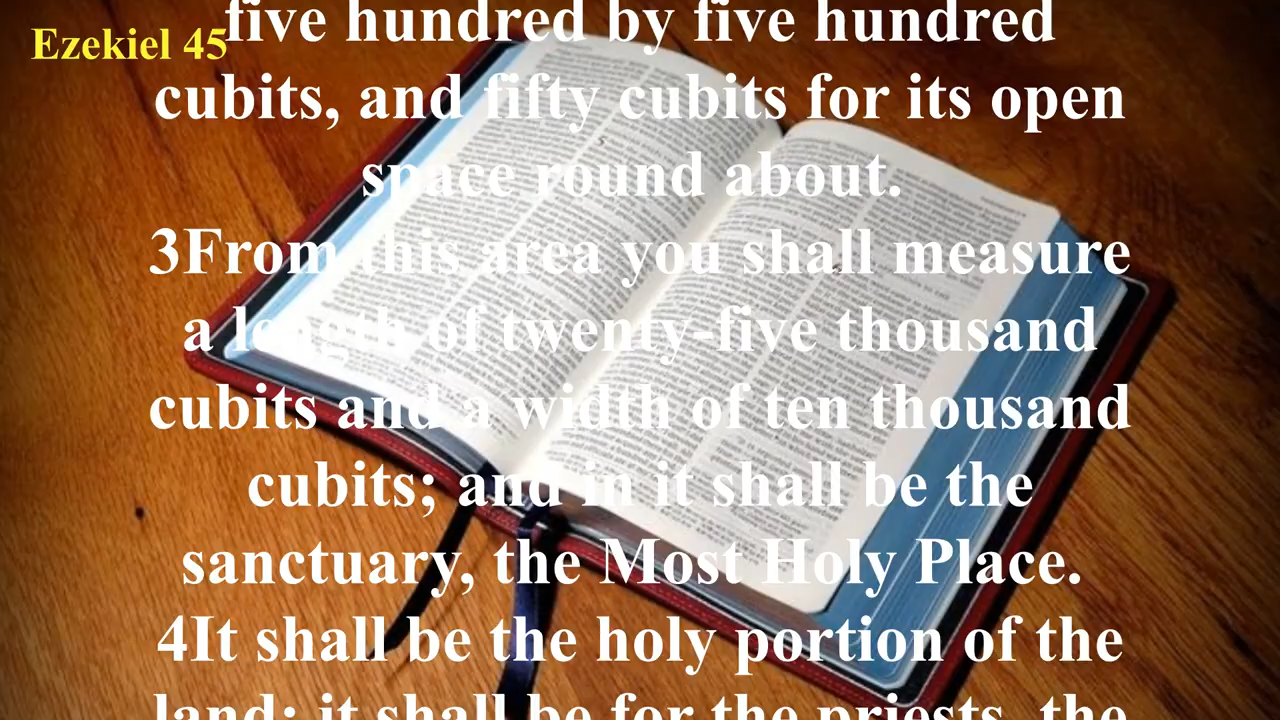 five hundred by five hundred
Ezekiel 45
cubits, and fifty cubits for its open
space round about.
3From this area you shall measure
a length of twenty-five thousand
cubits and a width of ten thousand
cubits; and in it shall be the
sanctuary, the Most Holy Place.
4It shall be the holy portion of the
land; it shall be for the priests, the